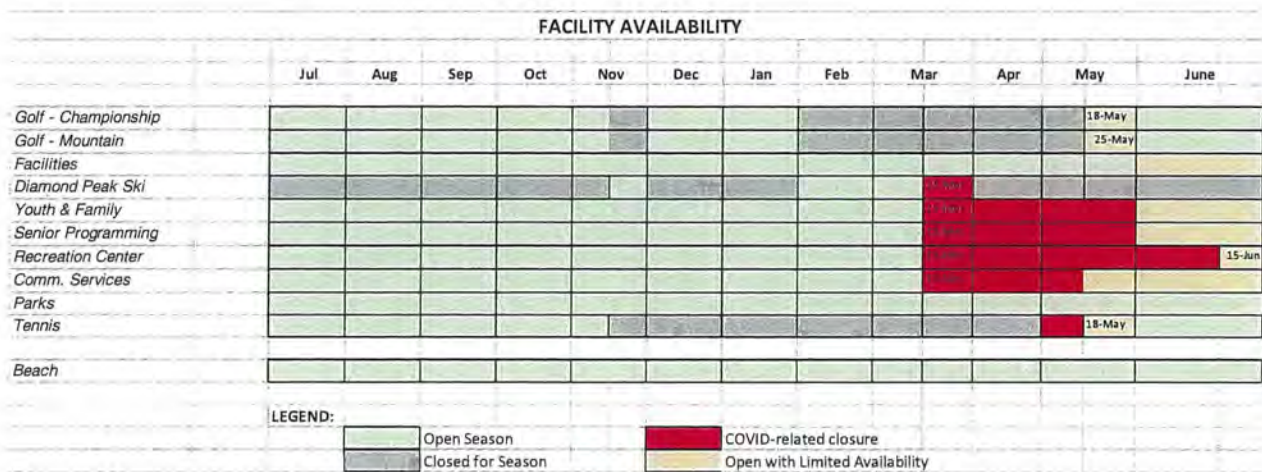 FACILITY AVAILABILITY
Jul Aug Sep Oct Nov Dec Jan Feb Mar Apr May June
Golf - Championship 18-May
Golf - Mountain 25-May
Facilities
Diamond Peak Ski
Youth & Family
Senior Programming
Recreation Center 15-Jun
Comm. Services
Parks
Tennis 18-May
Beach
LEGEND:
Open Season COVID-related closure
Closed for Season Open with Limited Availability